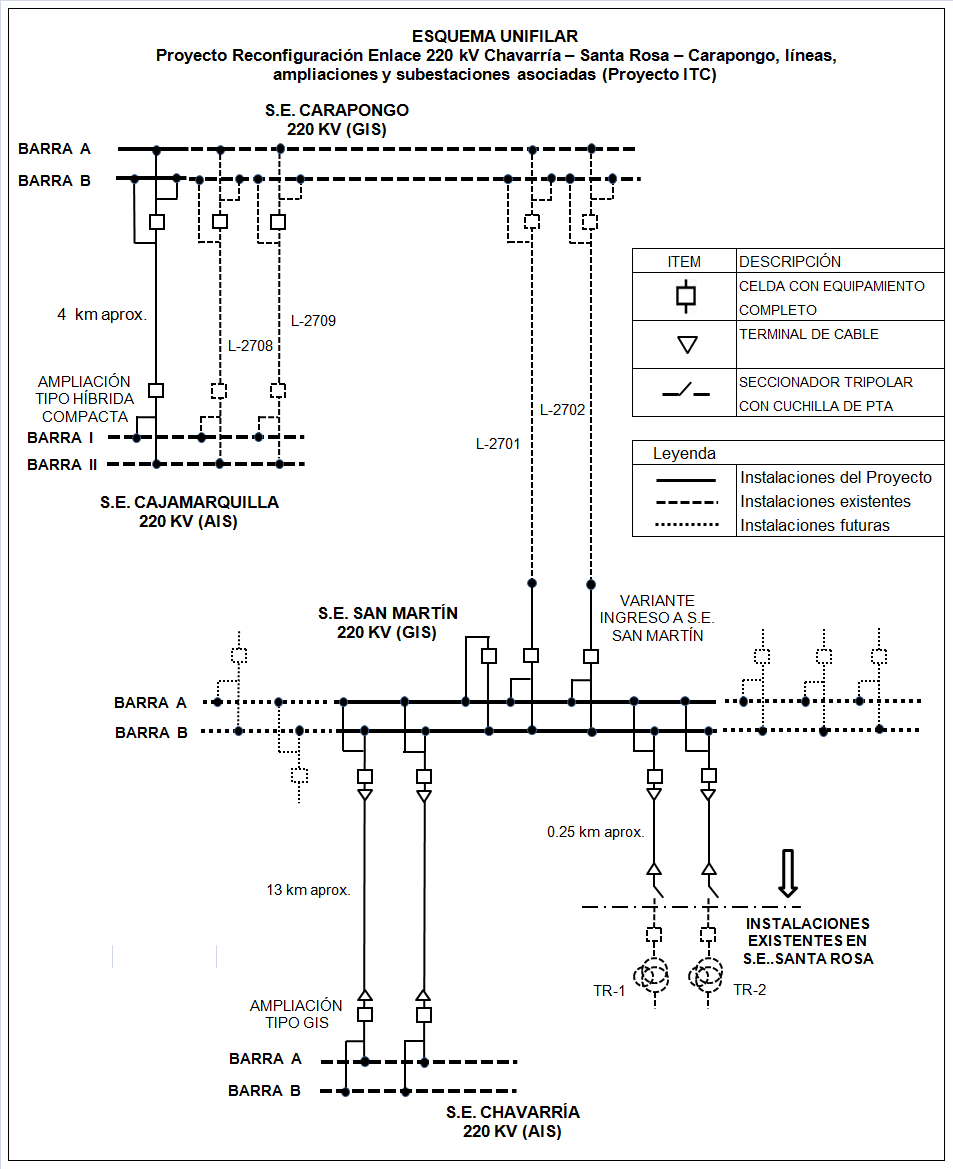 ESQUEMA UNIFILAR
Proyecto Reconfiguración Enlace 220 kV Chavarría – Santa Rosa – Carapongo, líneas,
ampliaciones y subestaciones asociadas (Proyecto ITC)
S.E. CARAPONGO
220 KV (GIS)
BARRA A
BARRA B
ITEM
DESCRIPCIÓN
CELDA CON EQUIPAMIENTO
COMPLETO
TERMINAL DE CABLE
SECCIONADOR TRIPOLAR
CON CUCHILLA DE PTA
4 km aprox.
L-2709
L-2708
AMPLIACIÓN
TIPO HÍBRIDA
COMPACTA
L-2702
L-2701
BARRA I
BARRA II
Leyenda
Instalaciones del Proyecto
Instalaciones existentes
Instalaciones futuras
S.E. CAJAMARQUILLA
220 KV (AIS)
S.E. SAN MARTÍN
220 KV (GIS)
VARIANTE
INGRESO A S.E.
SAN MARTÍN
BARRA A
BARRA B
0.25 km aprox.
13 km aprox.
INSTALACIONES
EXISTENTES EN
S.E..SANTA ROSA
TR-1
TR-2
AMPLIACIÓN
TIPO GIS
BARRA A
BARRA B
S.E. CHAVARRÍA
220 KV (AIS)